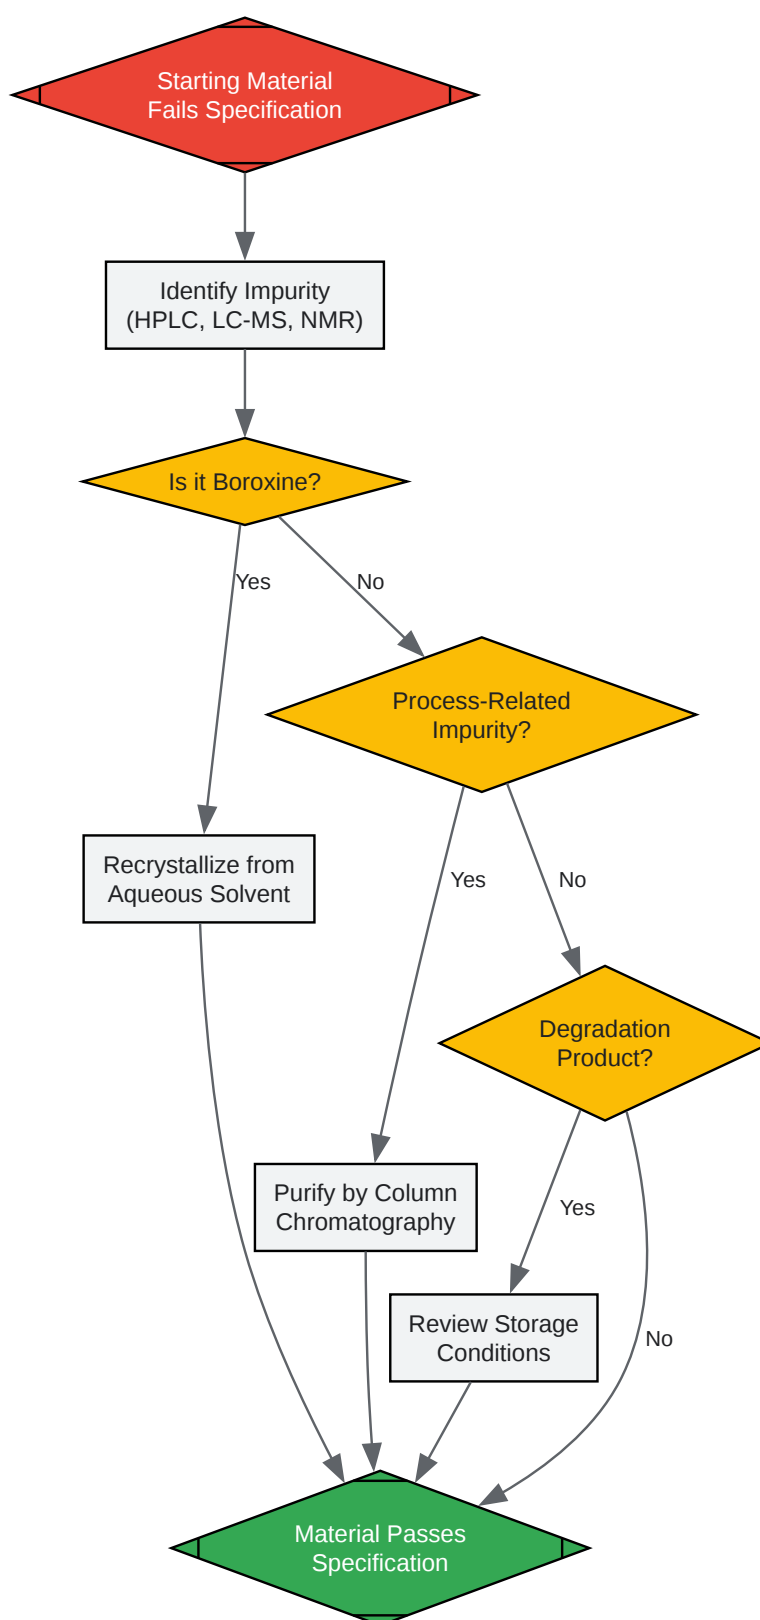 Starting Material
Fails Specification
Identify Impurity
(HPLC, LC-MS, NMR)
Is it Boroxine?
Yes
No
Process-Related
Impurity?
Recrystallize from
Aqueous Solvent
Yes
No
Degradation
Product?
Purify by Column
Chromatography
Yes
Review Storage
Conditions
No
Material Passes
Specification